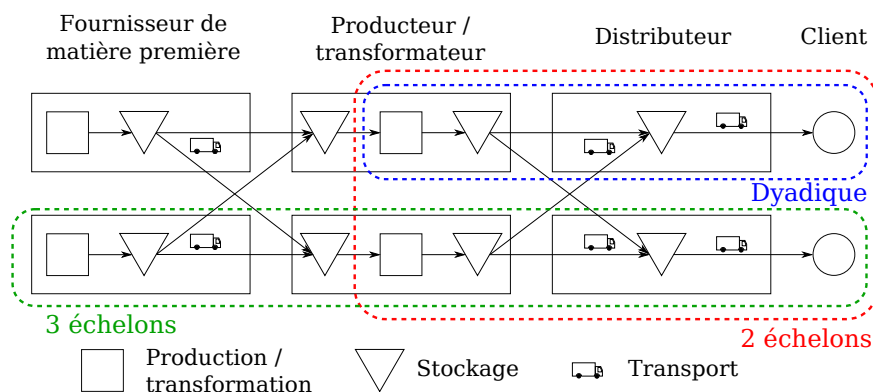 Fournisseur de
matière première
Producteur /
transformateur
Distributeur
Client
Dyadique
3 échelons
2 échelons
Production /
transformation
Stockage
Transport